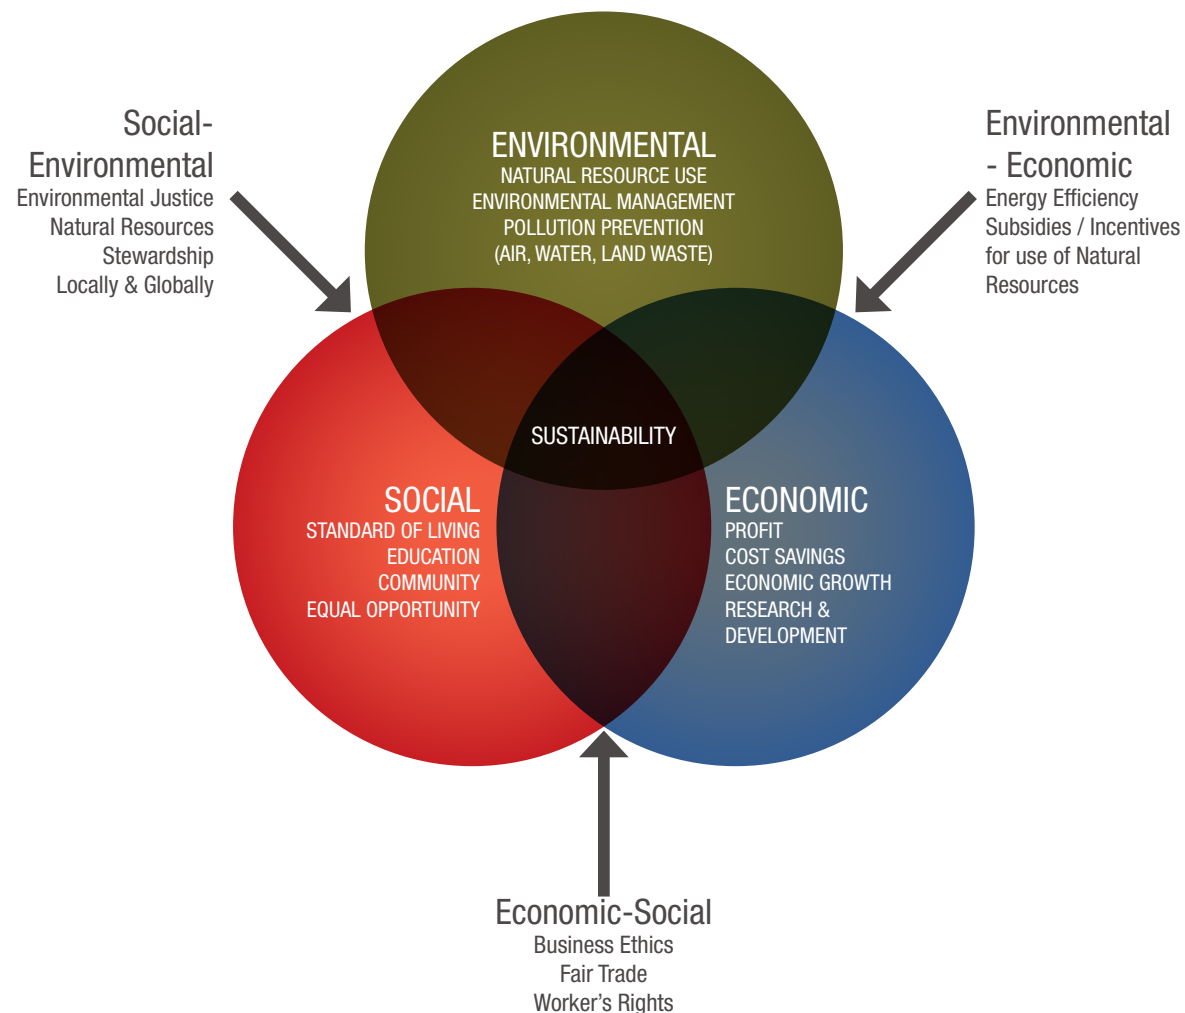 Social-
Environmental
Environmental Justice
Natural Resources
Stewardship
Locally & Globally
ENVIRONMENTAL
NATURAL RESOURCE USE
ENVIRONMENTAL MANAGEMENT
POLLUTION PREVENTION
(AIR, WATER, LAND WASTE)
Environmental
- Economic
Energy Efficiency
Subsidies / Incentives
for use of Natural
Resources
SUSTAINABILITY
SOCIAL
STANDARD OF LIVING
EDUCATION
COMMUNITY
EQUAL OPPORTUNITY
ECONOMIC
PROFIT
COST SAVINGS
ECONOMIC GROWTH
RESEARCH &
DEVELOPMENT
Economic-Social
Business Ethics
Fair Trade
Worker’s Rights